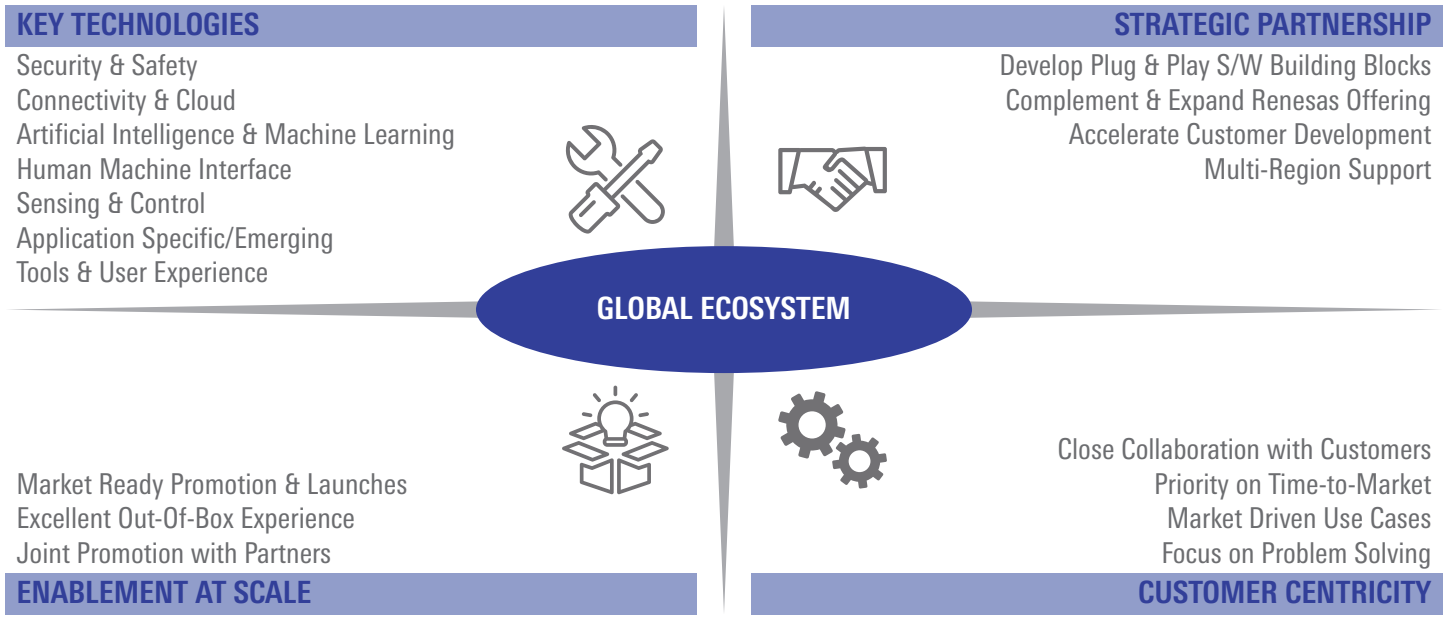 KEY TECHNOLOGIES
Security & Safety
Connectivity & Cloud
Artificial Intelligence & Machine Learning
Human Machine Interface
Sensing & Control
Application Specific/Emerging
Tools & User Experience
STRATEGIC PARTNERSHIP
Develop Plug & Play S/W Building Blocks
Complement & Expand Renesas Offering
Accelerate Customer Development
Multi-Region Support
GLOBAL ECOSYSTEM
Market Ready Promotion & Launches
Excellent Out-Of-Box Experience
Joint Promotion with Partners
ENABLEMENT AT SCALE
Close Collaboration with Customers
Priority on Time-to-Market
Market Driven Use Cases
Focus on Problem Solving
CUSTOMER CENTRICITY